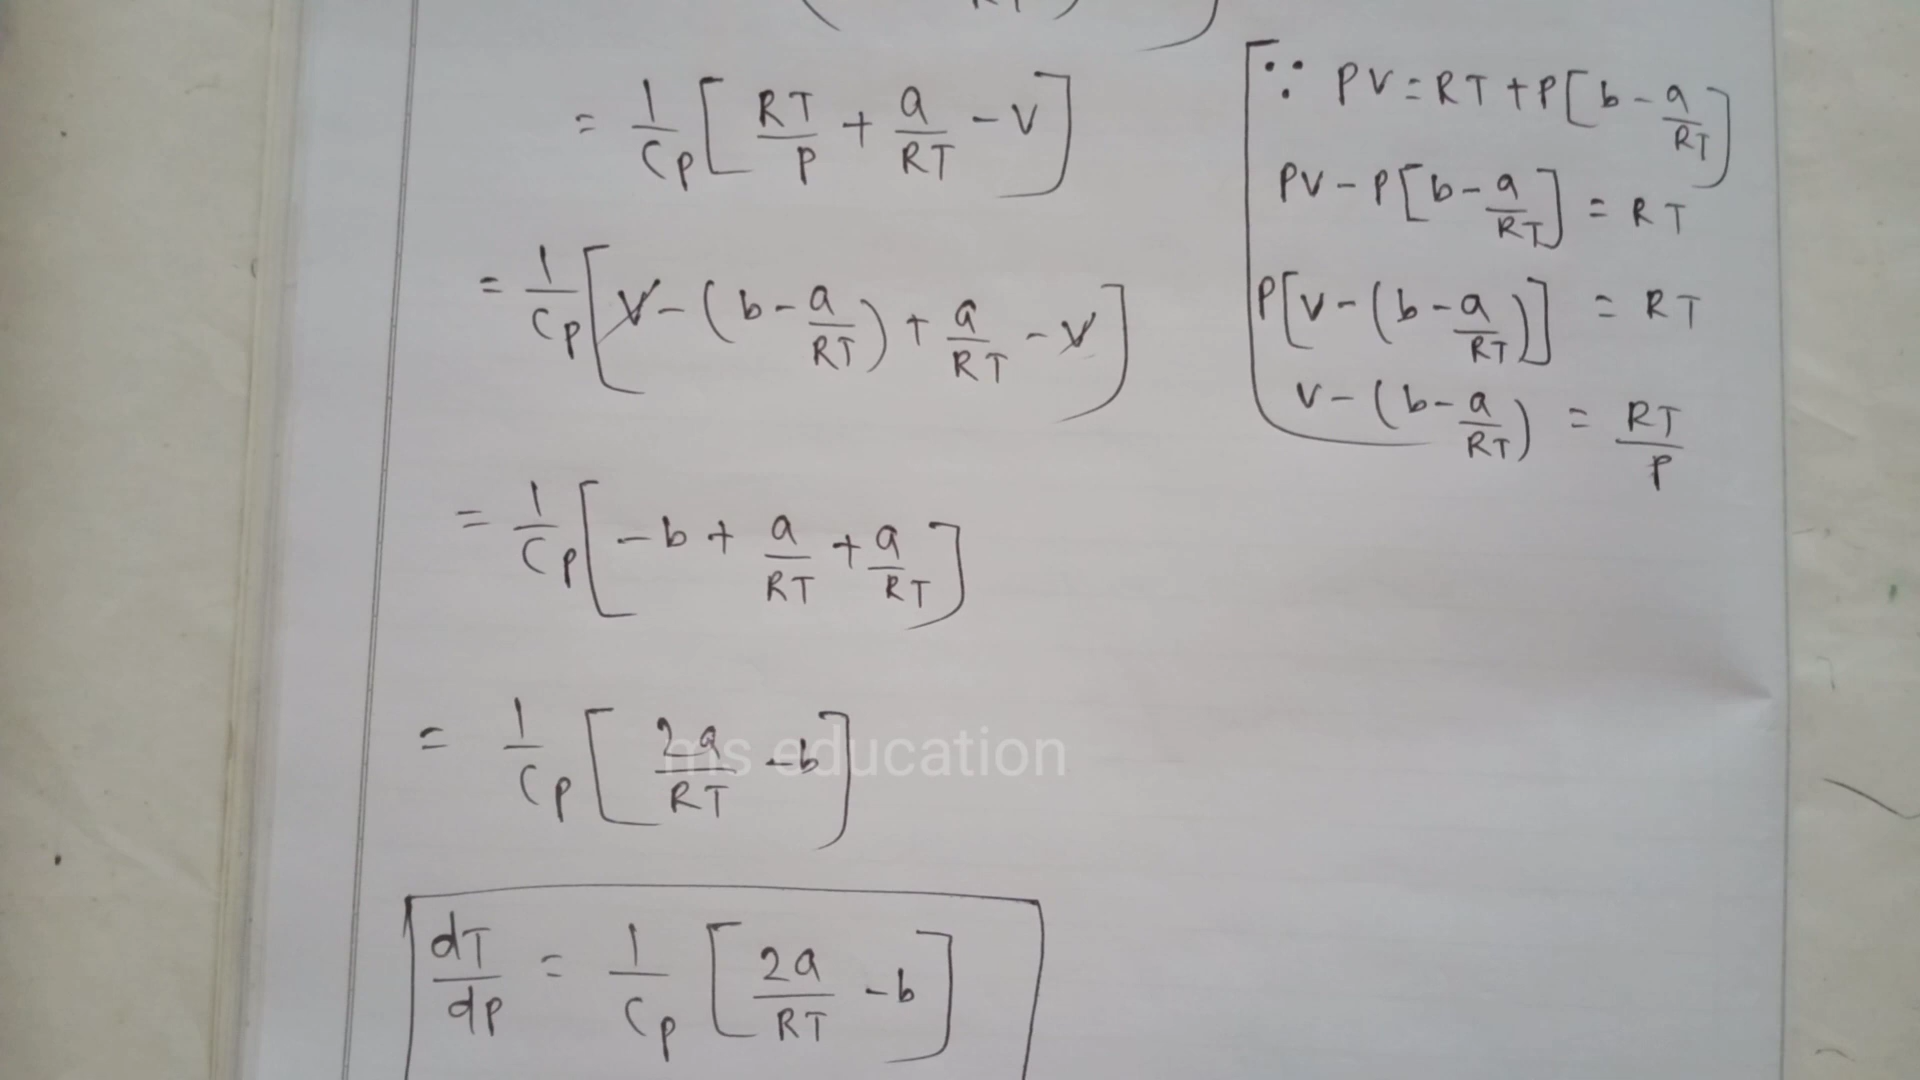 RT
= 1/Cp [ RT/P + a/RT - V ]
= 1/Cp [ V - ( b - a/RT ) + a/RT - V ]
= 1/Cp [ - b + a/RT + a/RT ]
= 1/Cp [ 2a/RT - b ]
ms education
dT/dP = 1/Cp [ 2a/RT - b ]
∵ PV = RT + P [ b - a/RT ]
PV - P [ b - a/RT ] = RT
P [ V - ( b - a/RT ) ] = RT
V - ( b - a/RT ) = RT/P